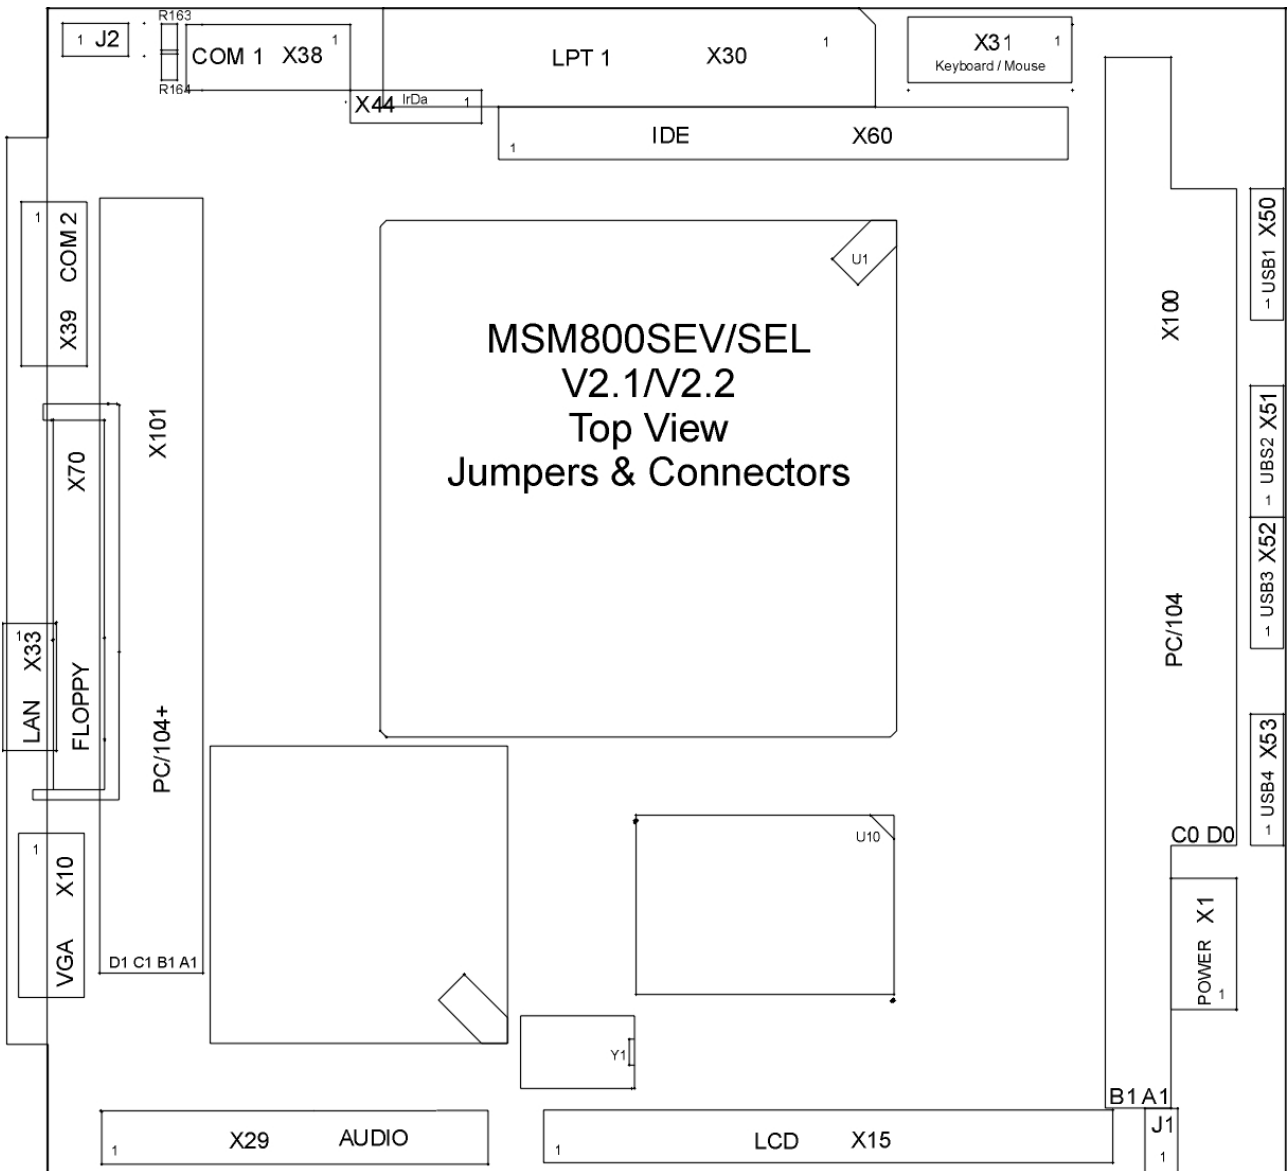 R163
1 J2
COM 1 X38 1
LPT 1 X30 1
X31 1
Keyboard / Mouse
R164
X44 IrDa 1
1 IDE X60
1
X39 COM 2
X101
PC/104+
X70
FLOPPY
1
LAN X33
1
VGA X10
D1 C1 B1 A1
U1
MSM800SEV/SEL
V2.1/V2.2
Top View
Jumpers & Connectors
U10
Y1
X100
PC/104
1 USB1 X50
1 UBS2 X51
1 USB3 X52
1 USB4 X53
C0 D0
POWER X1
1
B1 A1
J1
1
1 X29 AUDIO
1 LCD X15